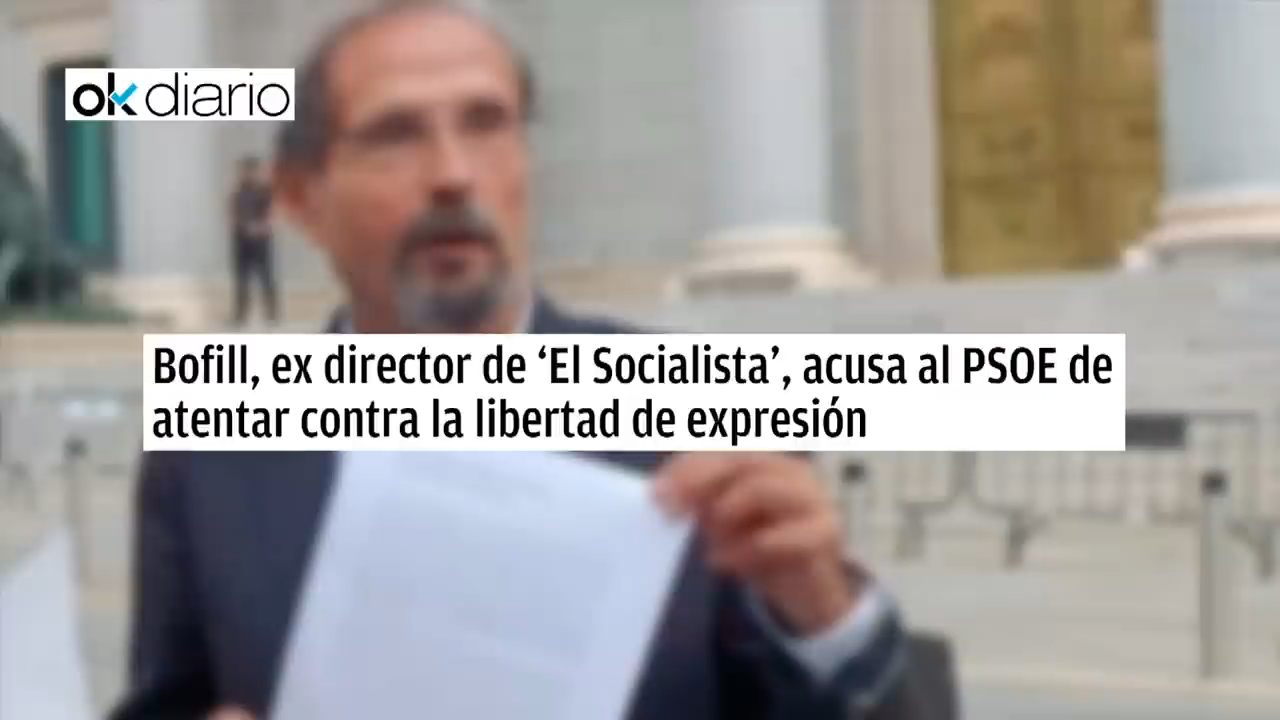 okdiario
Bofill, ex director de ‘El Socialista’, acusa al PSOE de
atentar contra la libertad de expresión